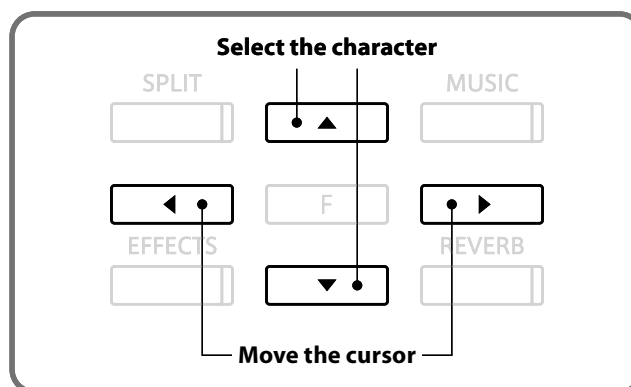 Select the character
SPLIT
MUSIC
F
EFFECTS
REVERB
Move the cursor